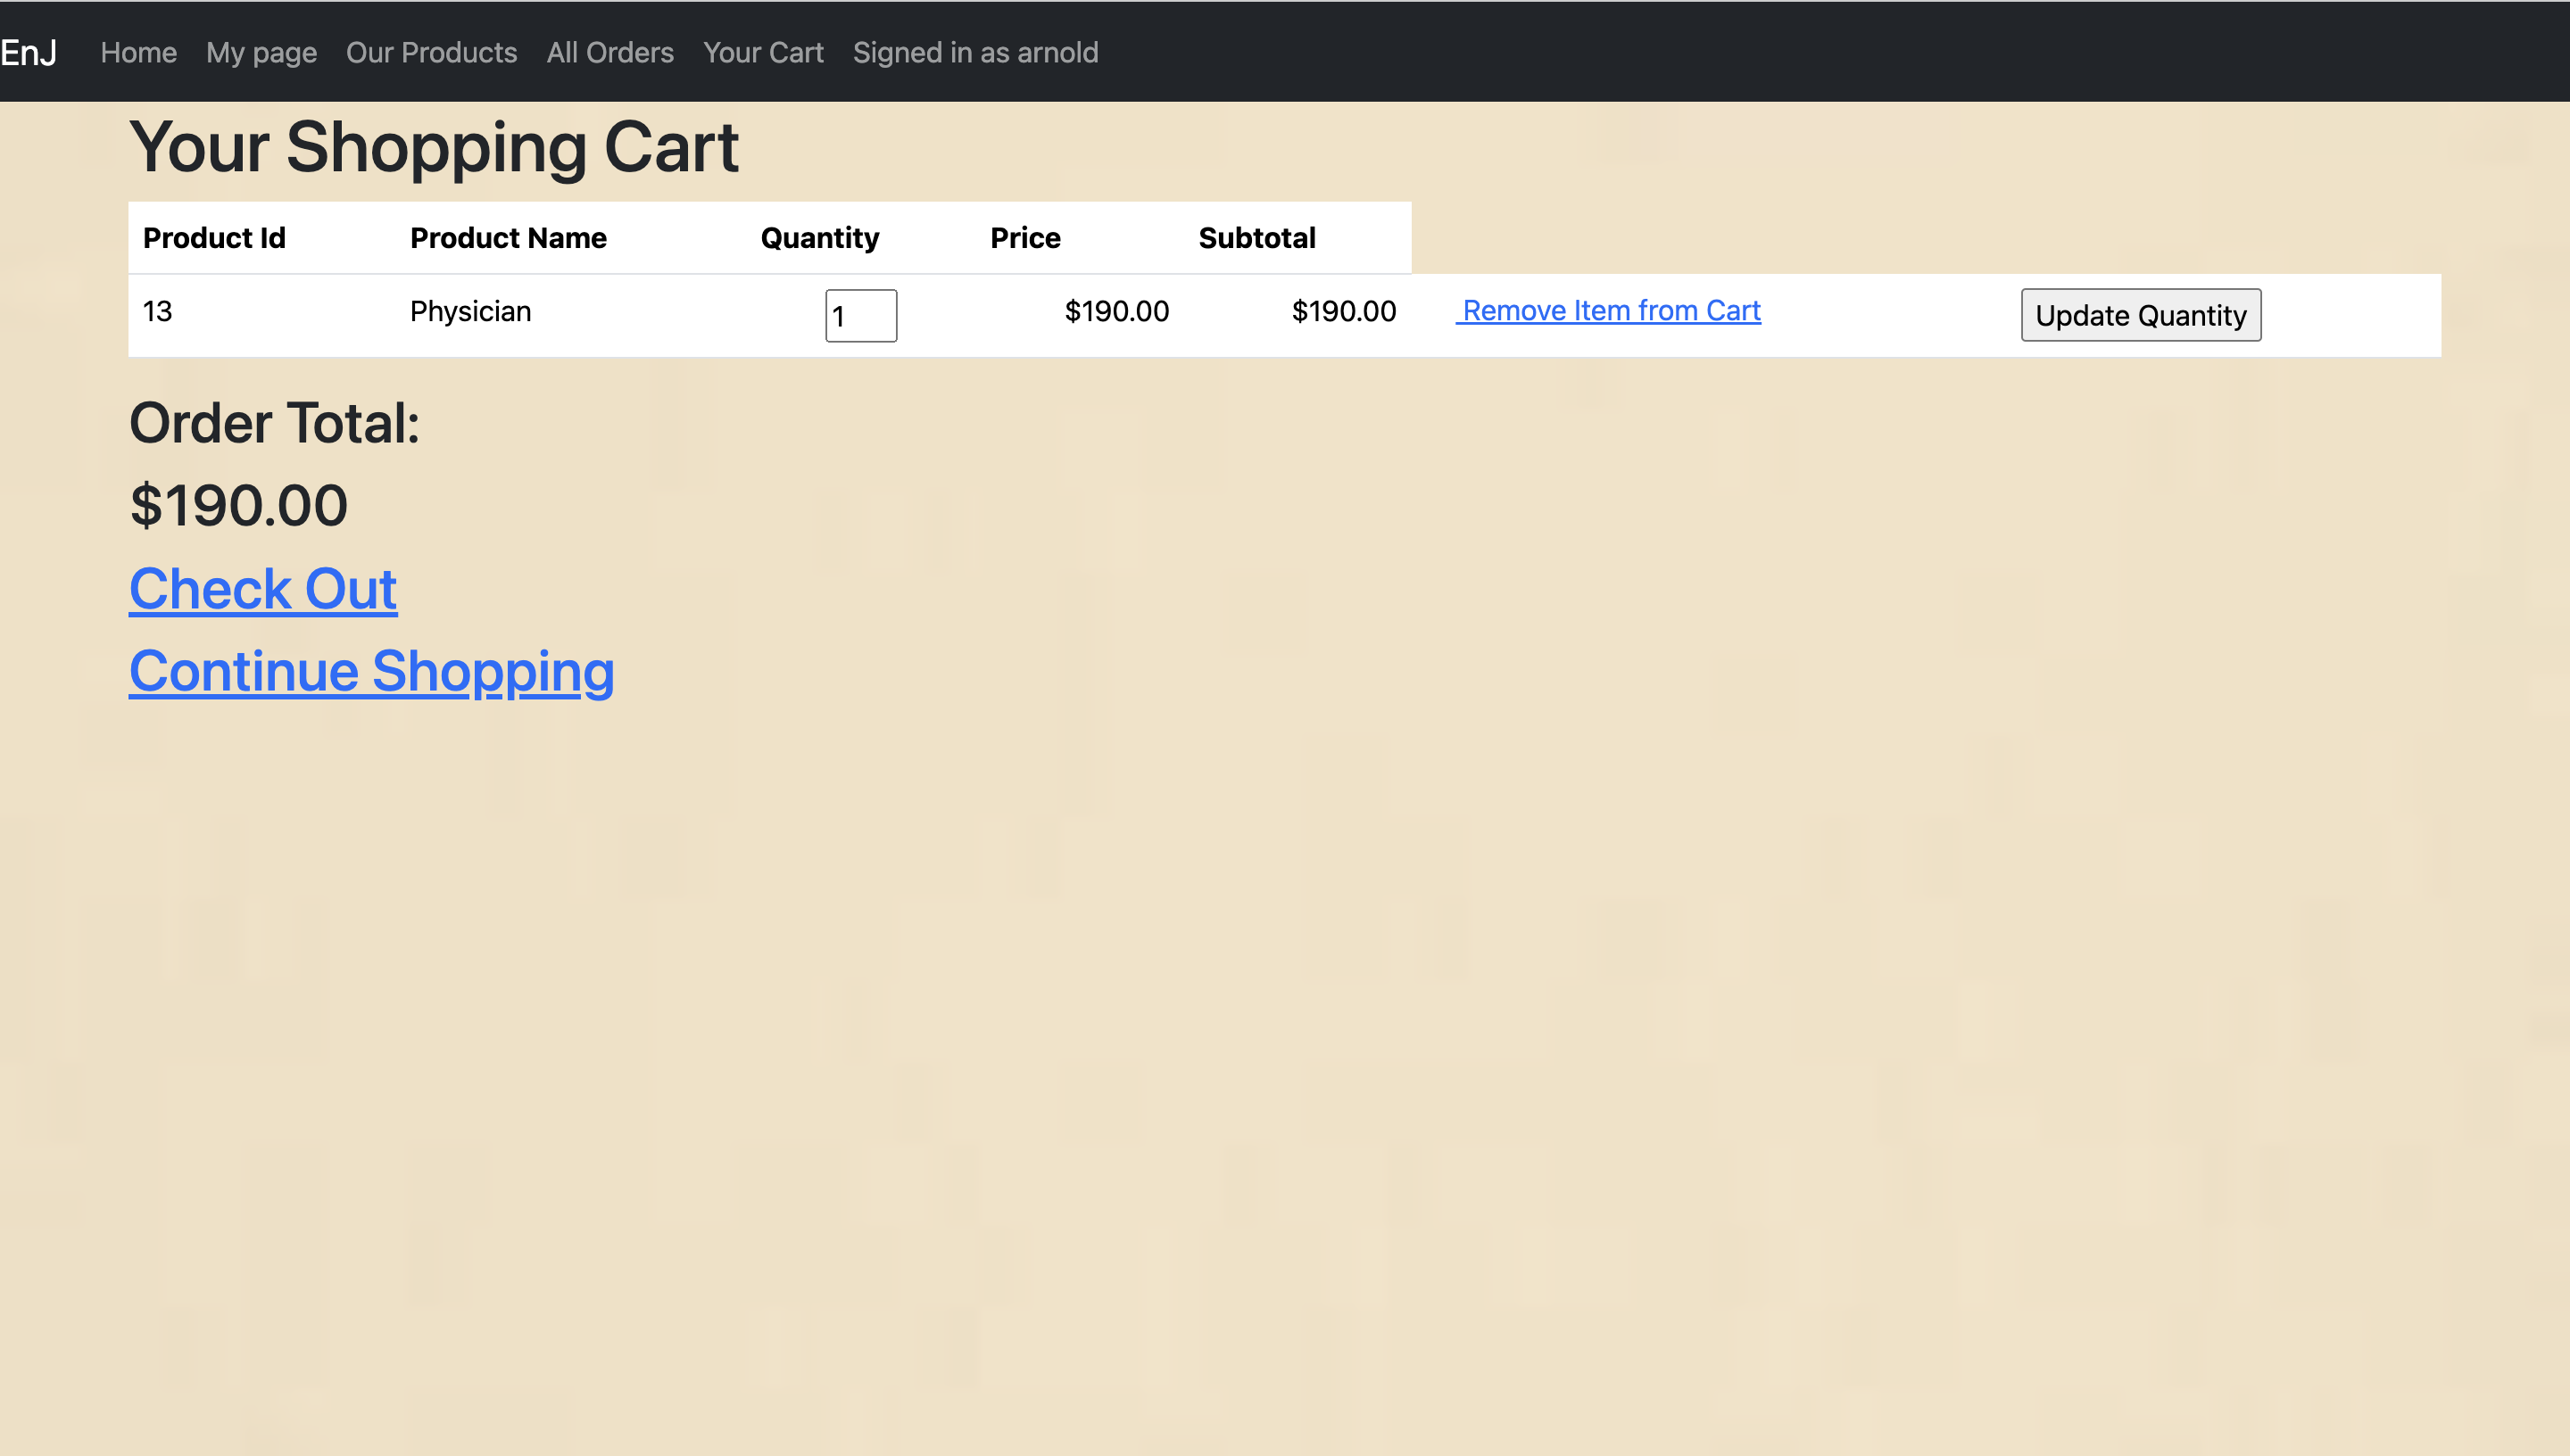 EnJ Home My page Our Products All Orders Your Cart Signed in as arnold
Your Shopping Cart
Product Id Product Name Quantity Price Subtotal
13 Physician 1 $190.00 $190.00 Remove Item from Cart Update Quantity
Order Total:
$190.00
Check Out
Continue Shopping